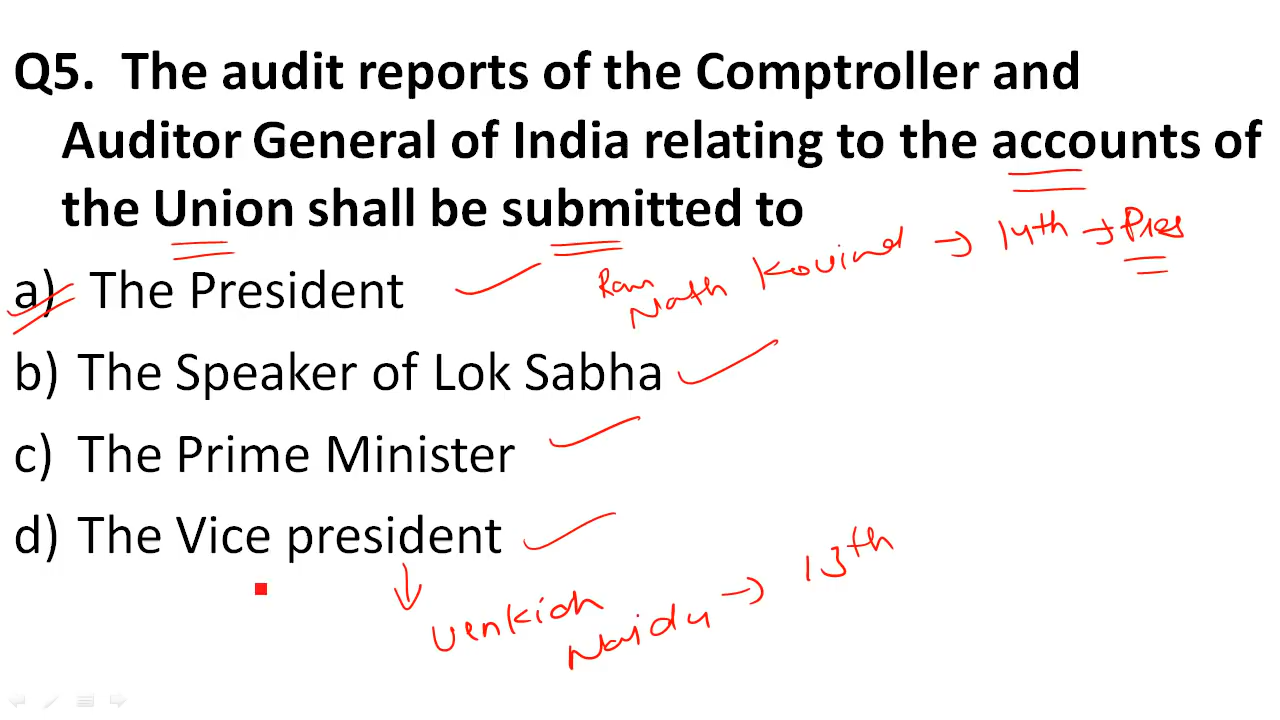 Q5. The audit reports of the Comptroller and
Auditor General of India relating to the accounts of
the Union shall be submitted to
a) The President
Ram Nath Kovind → 14th → Pres
b) The Speaker of Lok Sabha
c) The Prime Minister
d) The Vice president
↓ Venkiah Naidu → 13th